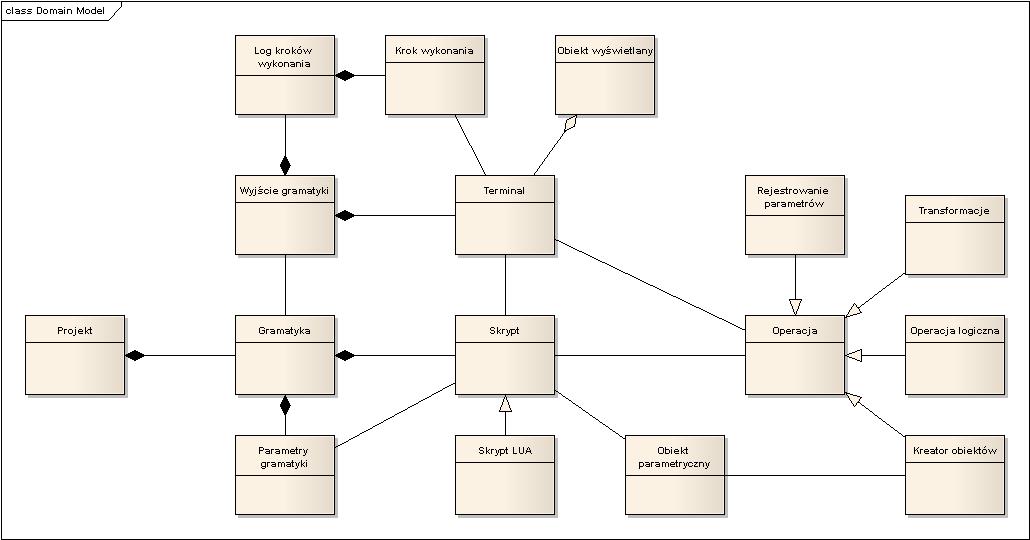 class Domain Model
Log kroków
wykonania
Krok wykonania
Obiekt wyświetlany
Wyjście gramatyki
Terminal
Rejestrowanie
parametrów
Transformacje
Projekt
Gramatyka
Skrypt
Operacja
Operacja logiczna
Parametry
gramatyki
Skrypt LUA
Obiekt
parametryczny
Kreator obiektów